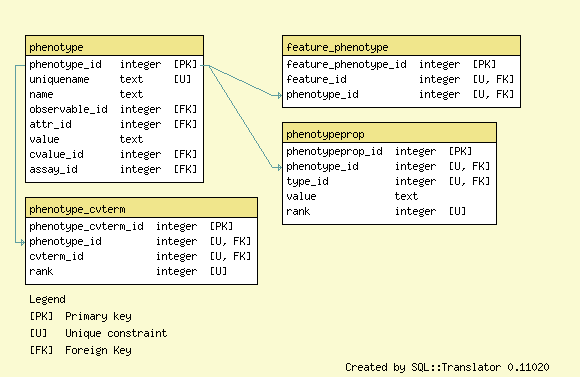 phenotype
phenotype_id integer [PK]
uniquename text [U]
name text
observable_id integer [FK]
attr_id integer [FK]
value text
cvalue_id integer [FK]
assay_id integer [FK]
feature_phenotype
feature_phenotype_id integer [PK]
feature_id integer [U, FK]
phenotype_id integer [U, FK]
phenotypeprop
phenotypeprop_id integer [PK]
phenotype_id integer [U, FK]
type_id integer [U, FK]
value text
rank integer [U]
phenotype_cvterm
phenotype_cvterm_id integer [PK]
phenotype_id integer [U, FK]
cvterm_id integer [U, FK]
rank integer [U]
Legend
[PK] Primary key
[U] Unique constraint
[FK] Foreign Key
Created by SQL::Translator 0.11020